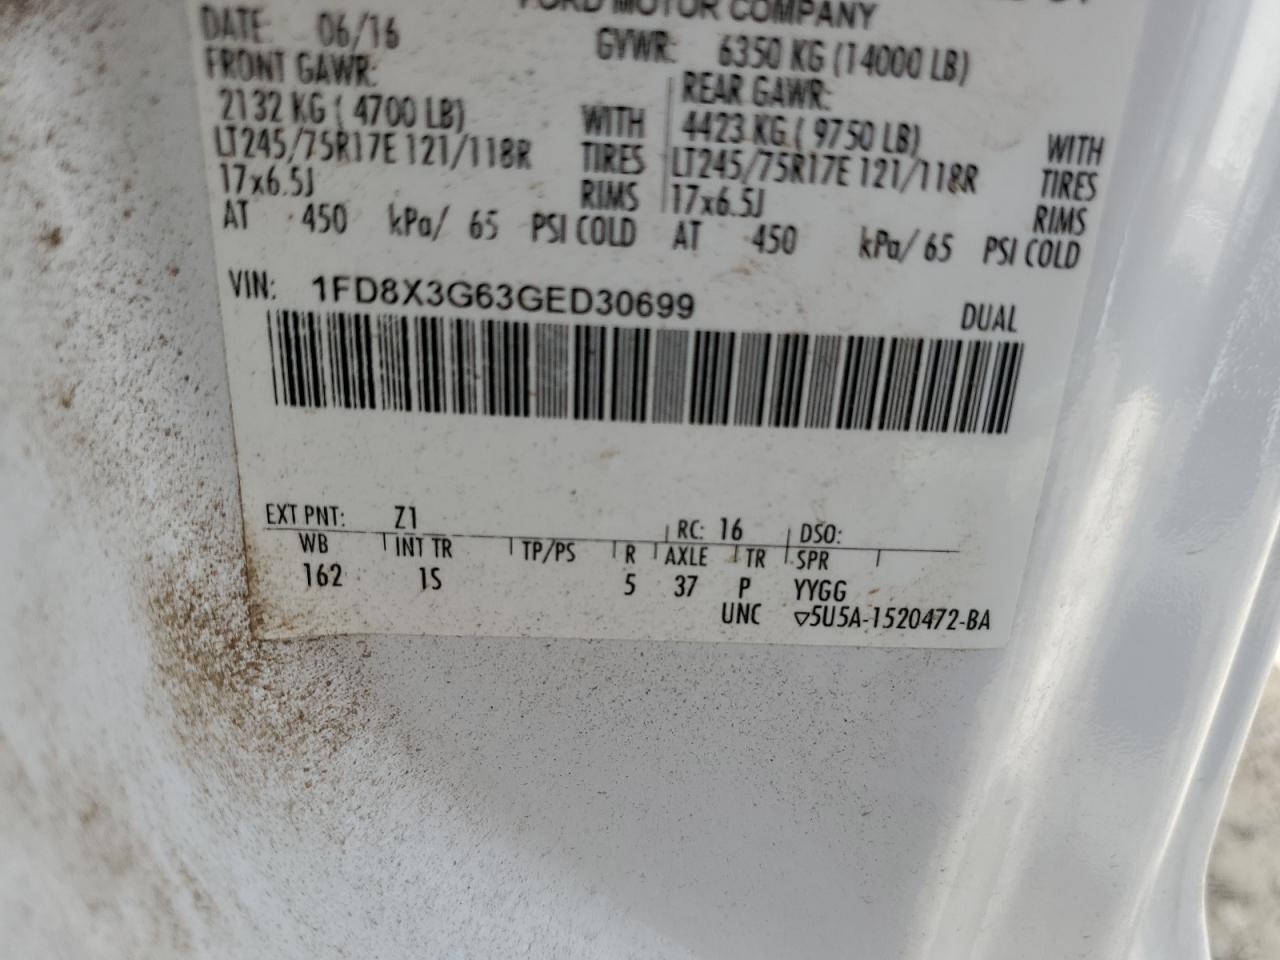 FORD MOTOR COMPANY
DATE: 06/16 GVWR: 6350 KG (14000 LB)
FRONT GAWR: REAR GAWR:
2132 KG ( 4700 LB) WITH 4423 KG ( 9750 LB) WITH
LT245/75R17E 121/118R TIRES LT245/75R17E 121/118R TIRES
17x6.5J RIMS 17x6.5J RIMS
AT 450 kPa/ 65 PSI COLD AT 450 kPa/ 65 PSI COLD
VIN: 1FD8X3G63GED30699 DUAL
EXT PNT: Z1 RC: 16 DSO:
WB INT TR TP/PS R AXLE TR SPR
162 1S 5 37 P YYGG
UNC ▽5U5A-1520472-BA